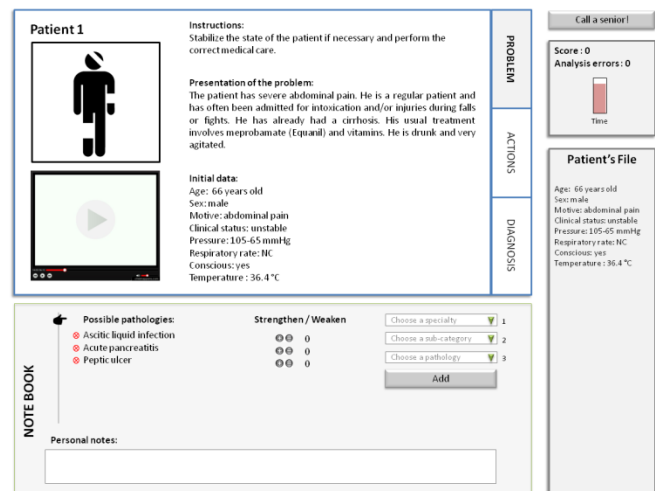 Patient 1
Instructions:
Stabilize the state of the patient if necessary and perform the
correct medical care.
Presentation of the problem:
The patient has severe abdominal pain. He is a regular patient and
has often been admitted for intoxication and/or injuries during falls
or fights. He has already had a cirrhosis. His usual treatment
involves meprobamate (Equanil) and vitamins. He is drunk and very
agitated.
Initial data:
Age: 66 years old
Sex: male
Motive: abdominal pain
Clinical status: unstable
Pressure: 105-65 mmHg
Respiratory rate: NC
Conscious: yes
Temperature : 36.4 °C
PROBLEM
ACTIONS
DIAGNOSIS
Call a senior!
Score : 0
Analysis errors : 0
Time
Patient's File
Age: 66 years old
Sex: male
Motive: abdominal pain
Clinical status: unstable
Pressure: 105-65 mmHg
Respiratory rate: NC
Conscious: yes
Temperature : 36.4 °C
NOTE BOOK
Possible pathologies:
Ascitic liquid infection
Acute pancreatitis
Peptic ulcer
Strengthen / Weaken
0
0
0
Choose a specialty 1
Choose a sub-category 2
Choose a pathology 3
Add
Personal notes: